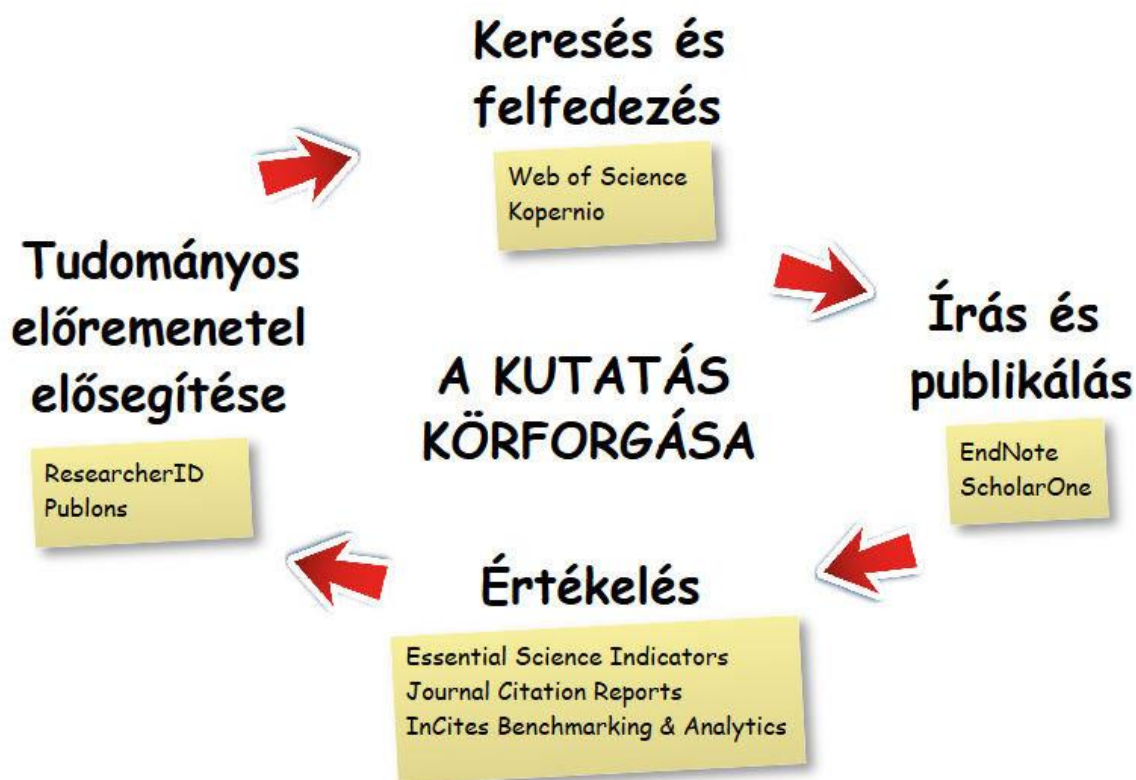 Keresés és
felfedezés
Web of Science
Kopernio
Írás és
publikálás
EndNote
ScholarOne
Értékelés
Essential Science Indicators
Journal Citation Reports
InCites Benchmarking & Analytics
Tudományos
előremenetel
elősegítése
ResearcherID
Publons
A KUTATÁS
KÖRFORGÁSA